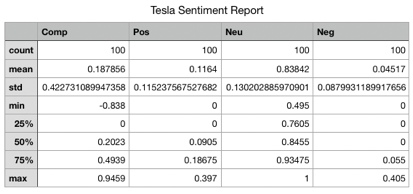 Tesla Sentiment Report
Comp Pos Neu Neg
count 100 100 100 100
mean 0.187856 0.1164 0.83842 0.04517
std 0.422731089947358 0.115237567527682 0.130202885970901 0.0879931189917656
min -0.838 0 0.495 0
25% 0 0 0.7605 0
50% 0.2023 0.0905 0.8455 0
75% 0.4939 0.18675 0.93475 0.055
max 0.9459 0.397 1 0.405